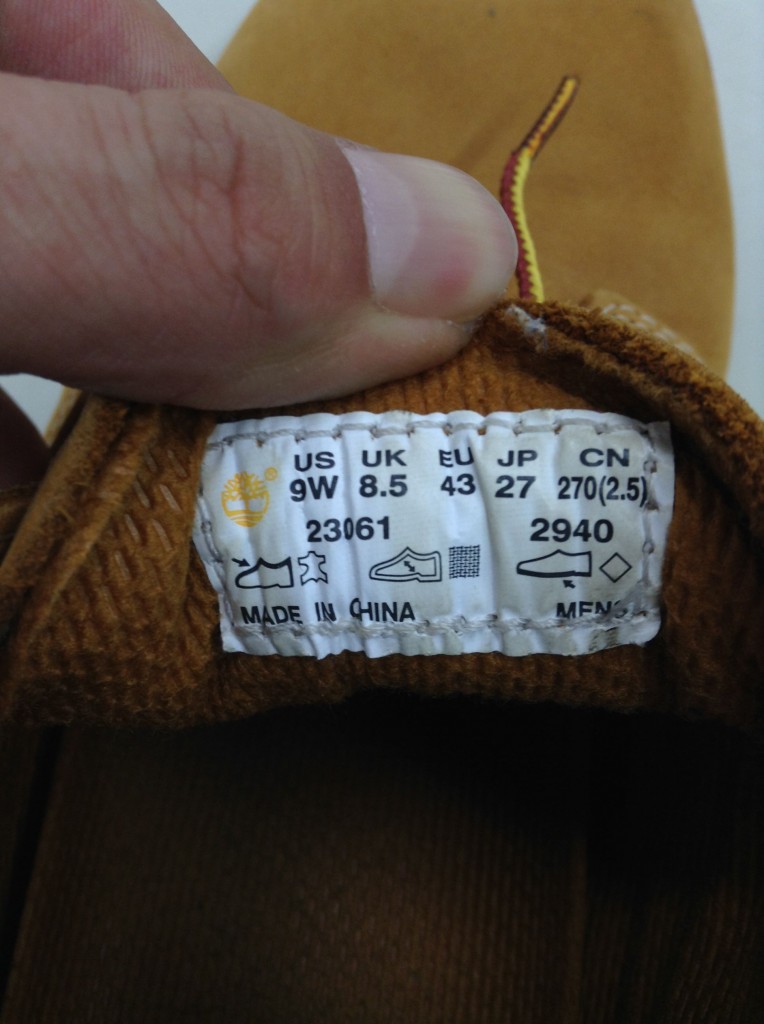 US UK EU JP CN
9W 8.5 43 27 270(2.5)
23061 2940
MADE IN CHINA MENS